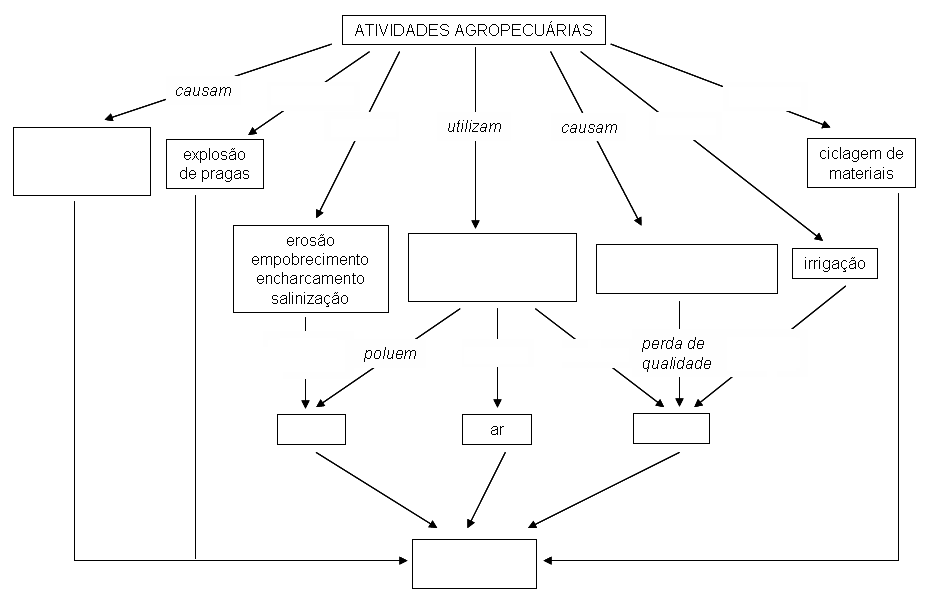 ATIVIDADES AGROPECUÁRIAS
causam
utilizam
causam
explosão
de pragas
ciclagem de
materiais
erosão
empobrecimento
encharcamento
salinização
irrigação
poluem
perda de
qualidade
ar